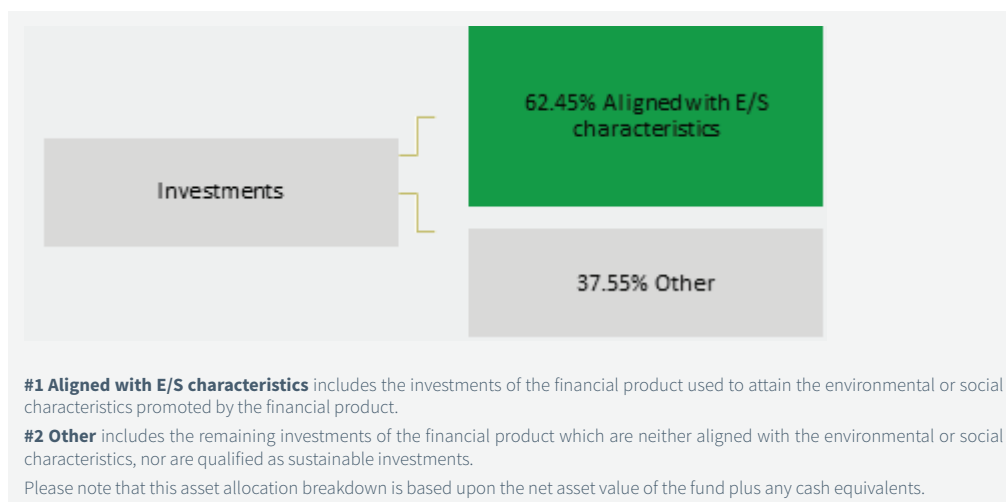 62.45% Aligned with E/S
characteristics
Investments
37.55% Other
#1 Aligned with E/S characteristics includes the investments of the financial product used to attain the environmental or social
characteristics promoted by the financial product.
#2 Other includes the remaining investments of the financial product which are neither aligned with the environmental or social
characteristics, nor are qualified as sustainable investments.
Please note that this asset allocation breakdown is based upon the net asset value of the fund plus any cash equivalents.